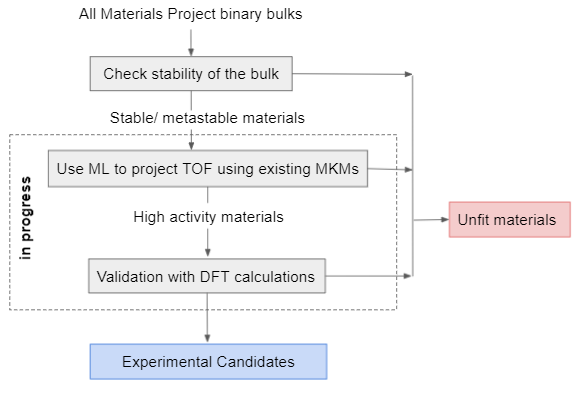 All Materials Project binary bulks
Check stability of the bulk
Stable/ metastable materials
in progress
Use ML to project TOF using existing MKMs
High activity materials
Unfit materials
Validation with DFT calculations
Experimental Candidates